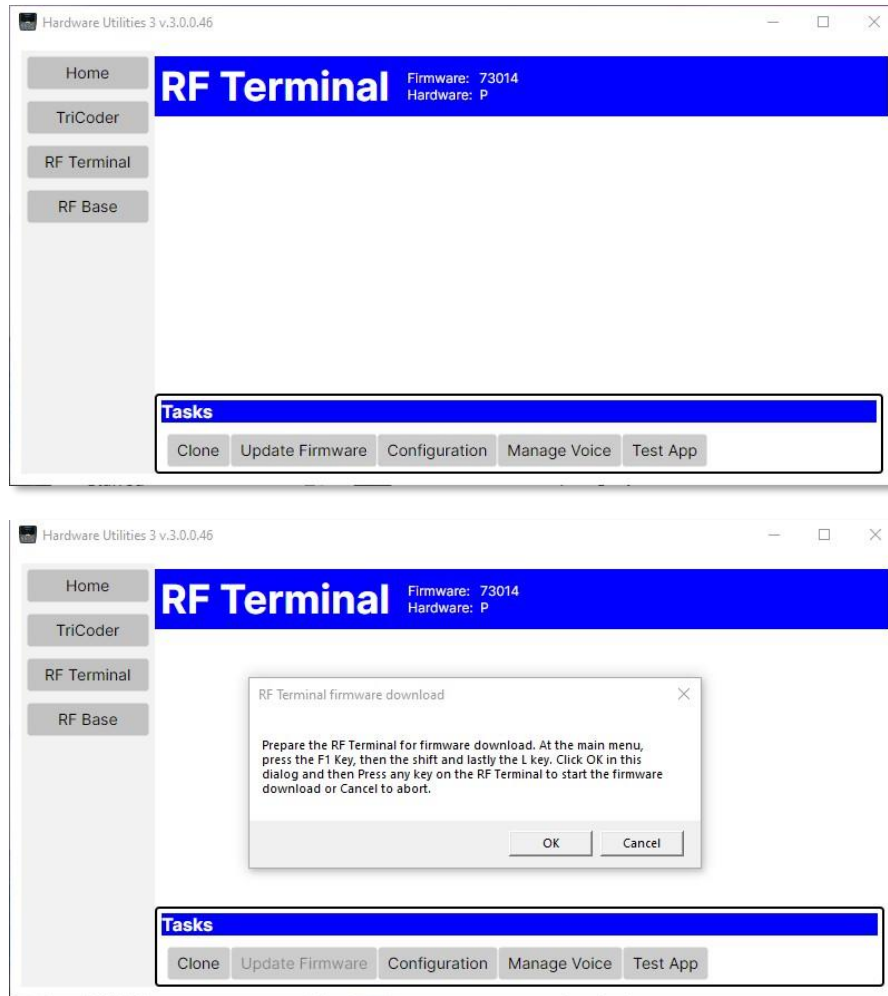 Hardware Utilities 3 v.3.0.0.46
Home
TriCoder
RF Terminal
RF Base
RF Terminal
Firmware: 73014
Hardware: P
Tasks
Clone Update Firmware Configuration Manage Voice Test App
Hardware Utilities 3 v.3.0.0.46
Home
TriCoder
RF Terminal
RF Base
RF Terminal
Firmware: 73014
Hardware: P
RF Terminal firmware download
Prepare the RF Terminal for firmware download. At the main menu,
press the F1 Key, then the shift and lastly the L key. Click OK in this
dialog and then Press any key on the RF Terminal to start the firmware
download or Cancel to abort.
OK Cancel
Tasks
Clone Update Firmware Configuration Manage Voice Test App